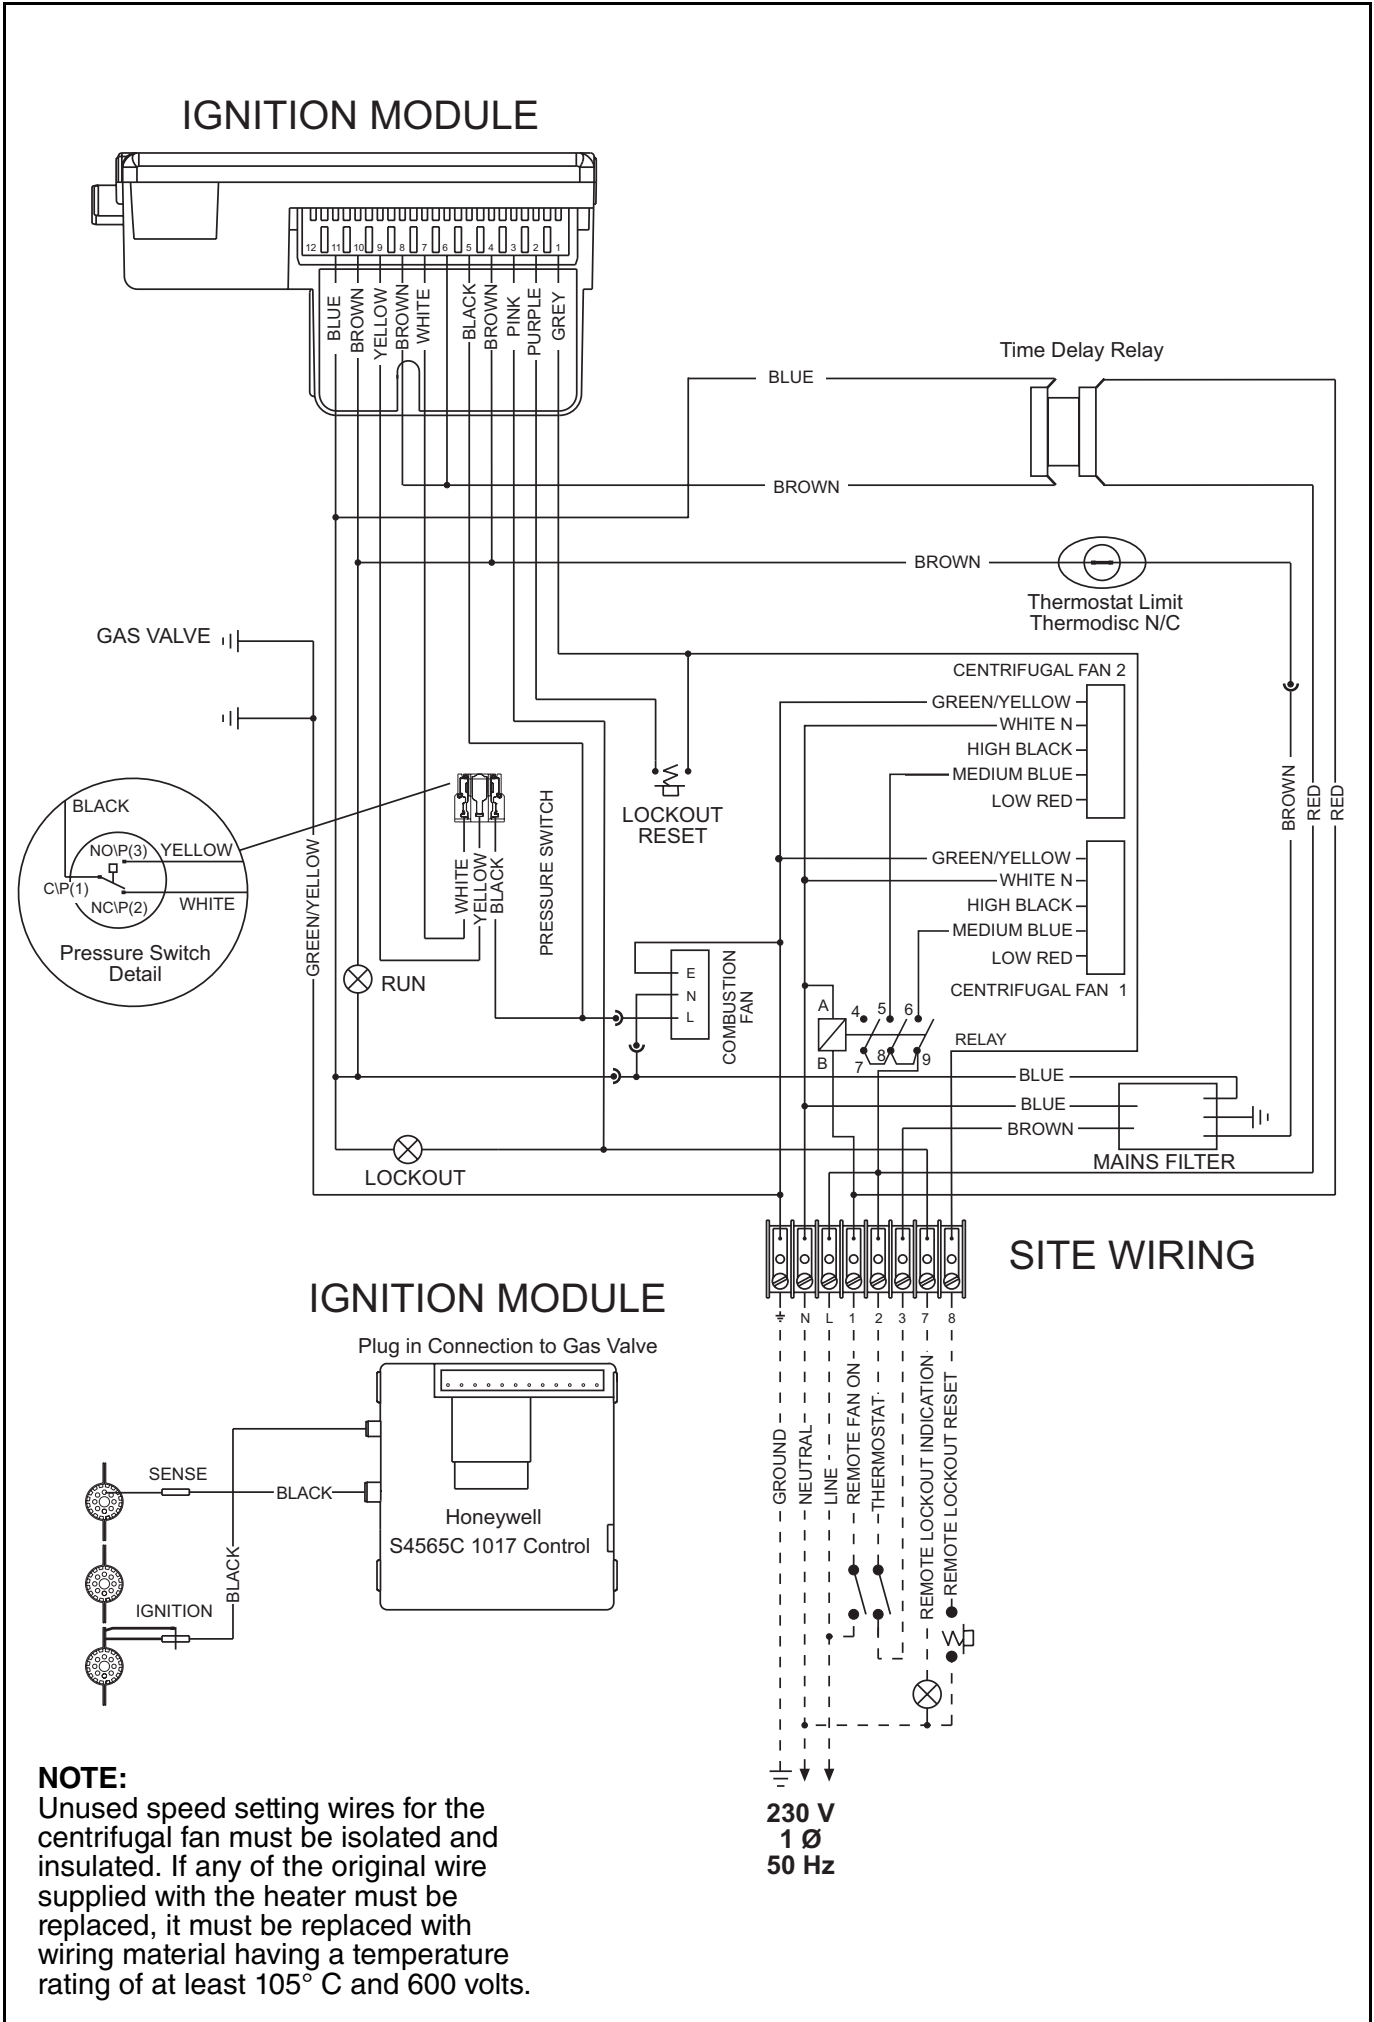 IGNITION MODULE
12 11 10 9 8 7 6 5 4 3 2 1
BLUE
BROWN
YELLOW
BROWN
WHITE
BLACK
BROWN
PINK
PURPLE
GREY
Time Delay Relay
BLUE
BROWN
BROWN
Thermostat Limit
Thermodisc N/C
GAS VALVE
CENTRIFUGAL FAN 2
GREEN/YELLOW
WHITE N
HIGH BLACK
MEDIUM BLUE
LOW RED
BROWN
RED
RED
LOCKOUT
RESET
BLACK
NO\P(3)
YELLOW
C\P(1)
NC\P(2)
WHITE
Pressure Switch
Detail
GREEN/YELLOW
WHITE
YELLOW
BLACK
PRESSURE SWITCH
GREEN/YELLOW
WHITE N
HIGH BLACK
MEDIUM BLUE
LOW RED
CENTRIFUGAL FAN 1
RUN
E
N
L
COMBUSTION
FAN
A
B
4 5 6
7 8 9
RELAY
BLUE
BLUE
BROWN
MAINS FILTER
LOCKOUT
SITE WIRING
N L 1 2 3 7 8
GROUND
NEUTRAL
LINE
REMOTE FAN ON
THERMOSTAT
REMOTE LOCKOUT INDICATION
REMOTE LOCKOUT RESET
230 V
1 Ø
50 Hz
IGNITION MODULE
Plug in Connection to Gas Valve
SENSE
BLACK
BLACK
IGNITION
Honeywell
S4565C 1017 Control
NOTE:
Unused speed setting wires for the
centrifugal fan must be isolated and
insulated. If any of the original wire
supplied with the heater must be
replaced, it must be replaced with
wiring material having a temperature
rating of at least 105° C and 600 volts.